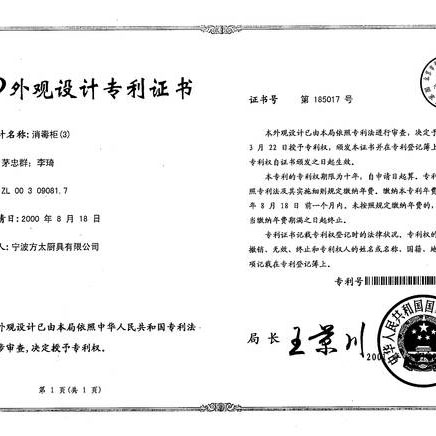 外观设计专利证书
计名称: 消毒柜(3)
茅忠群; 李琦
ZL 00 3 09081.7
请日: 2000 年 8 月 18 日
人: 宁波方太厨具有限公司
外观设计已由本局依照中华人民共和国专利法
步审查,决定授予专利权。
第 1 页(共 1 页)
证书号 第 185017 号
本外观设计已由本局依照专利法进行审查, 决定于
3 月 22 日授予专利权, 颁发本证书并在专利登记簿上
专利权自证书颁发之日起生效。
本专利的专利权期限为十年, 自申请日起算。专利
照专利法及其实施细则规定缴纳年费。缴纳本专利年费
年 8 月 18 日 前一个月内。未按照规定缴纳年费的,
当缴纳年费期满之日起终止。
专利证书记载专利权登记时的法律状况。专利权的
撤销、无效、终止和专利权人的姓名或名称、国籍、地
项记载在专利登记簿上。
专利号
局 长 王景川
200
中华人民共和国国